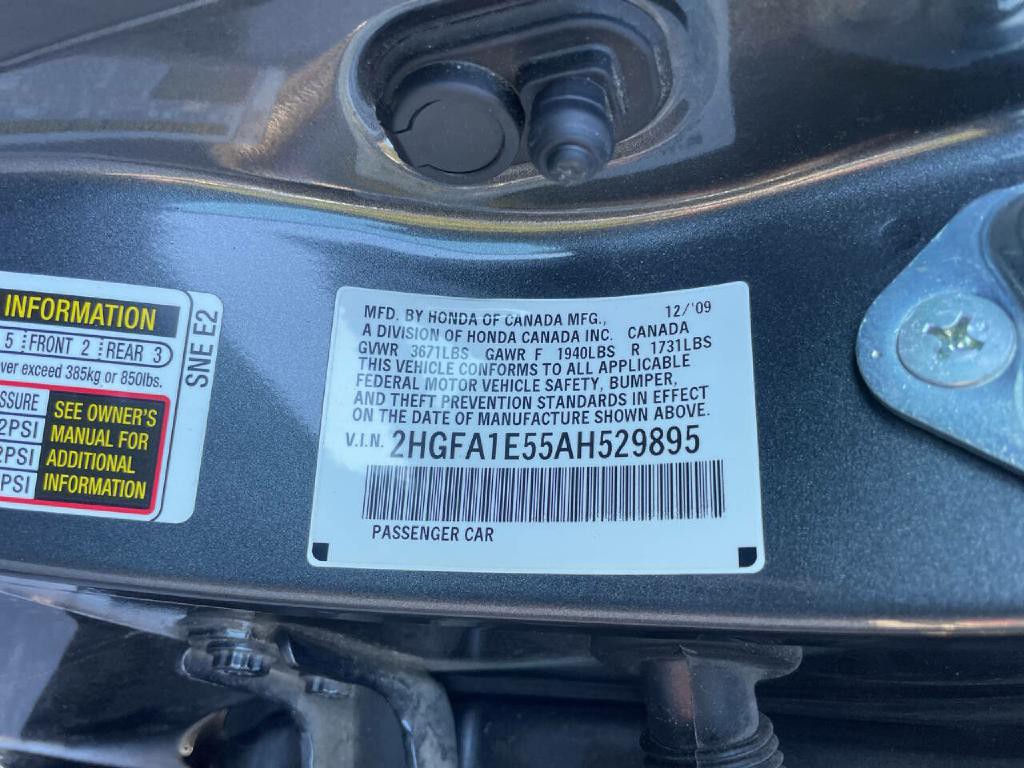 INFORMATION
5 FRONT 2 REAR 3
ver exceed 385kg or 850lbs.
SSURE
2PSI
2PSI
PSI
SEE OWNER'S
MANUAL FOR
ADDITIONAL
INFORMATION
SNE E2
MFD. BY HONDA OF CANADA MFG., 12/'09
A DIVISION OF HONDA CANADA INC. CANADA
GVWR 3671LBS GAWR F 1940LBS R 1731LBS
THIS VEHICLE CONFORMS TO ALL APPLICABLE
FEDERAL MOTOR VEHICLE SAFETY, BUMPER,
AND THEFT PREVENTION STANDARDS IN EFFECT
ON THE DATE OF MANUFACTURE SHOWN ABOVE.
V.I.N. 2HGFA1E55AH529895
PASSENGER CAR